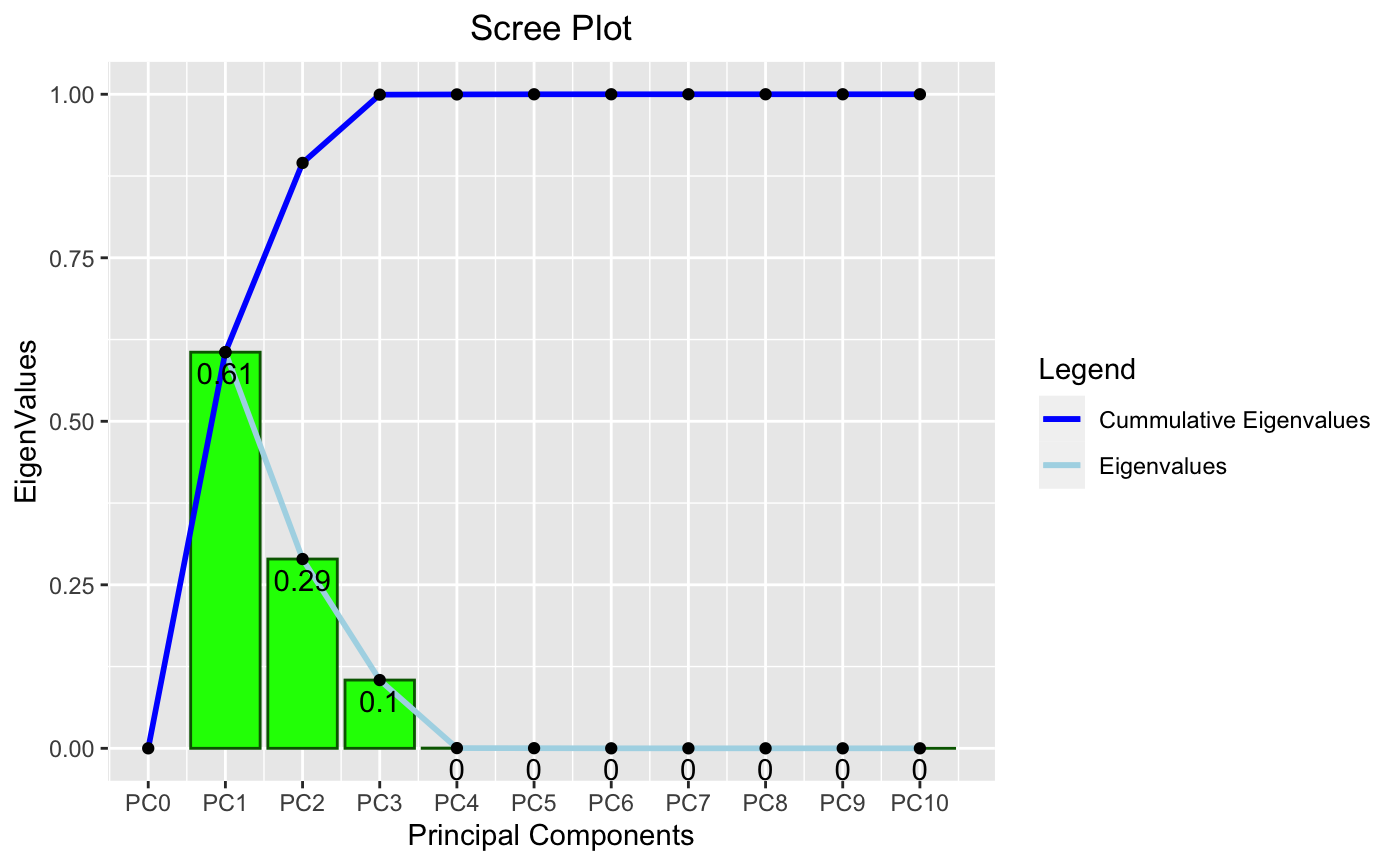 Scree Plot
1.00
0.75
0.50
0.25
0.00
EigenValues
0.61
0.29
0.1
0 0 0 0 0 0 0
PC0 PC1 PC2 PC3 PC4 PC5 PC6 PC7 PC8 PC9 PC10
Principal Components
Legend
Cummulative Eigenvalues
Eigenvalues